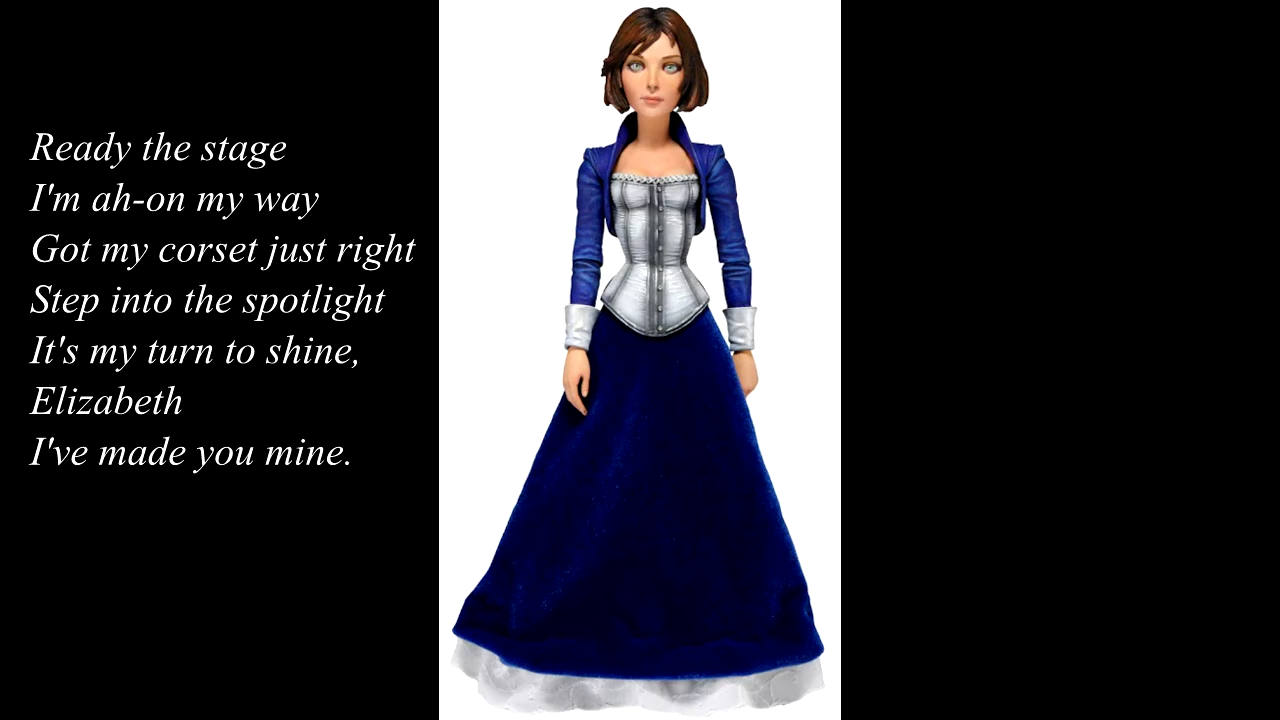 Ready the stage
I'm ah-on my way
Got my corset just right
Step into the spotlight
It's my turn to shine,
Elizabeth
I've made you mine.